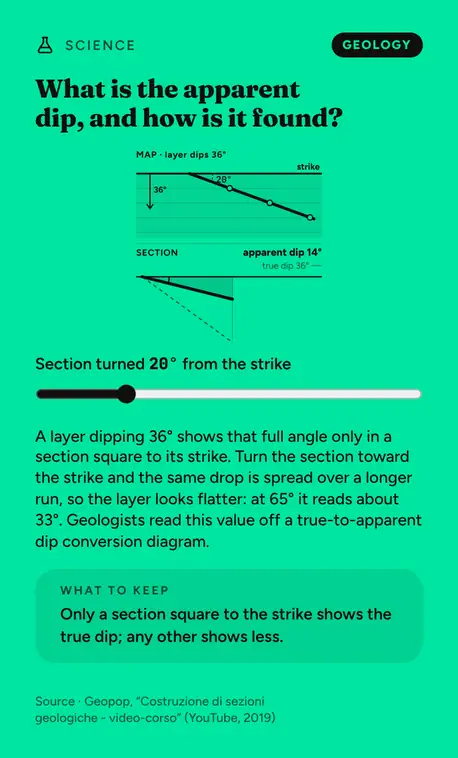 SCIENCE
GEOLOGY
What is the apparent
dip, and how is it found?
MAP · layer dips 36°
strike
20°
36°
SECTION
apparent dip 14°
true dip 36° —
Section turned 20° from the strike
A layer dipping 36° shows that full angle only in a
section square to its strike. Turn the section toward
the strike and the same drop is spread over a longer
run, so the layer looks flatter: at 65° it reads about
33°. Geologists read this value off a true-to-apparent
dip conversion diagram.
WHAT TO KEEP
Only a section square to the strike shows the
true dip; any other shows less.
Source · Geopop, “Costruzione di sezioni
geologiche - video-corso” (YouTube, 2019)